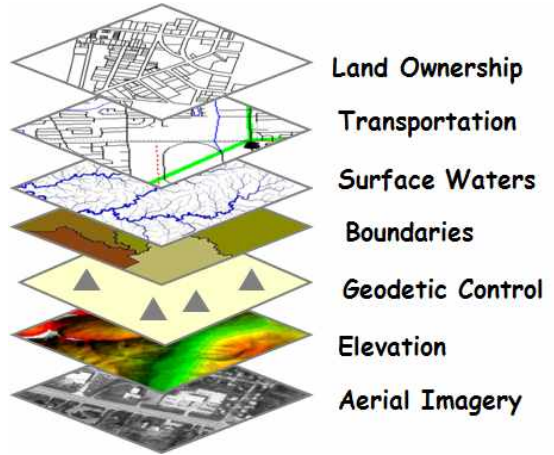 Land Ownership
Transportation
Surface Waters
Boundaries
Geodetic Control
Elevation
Aerial Imagery